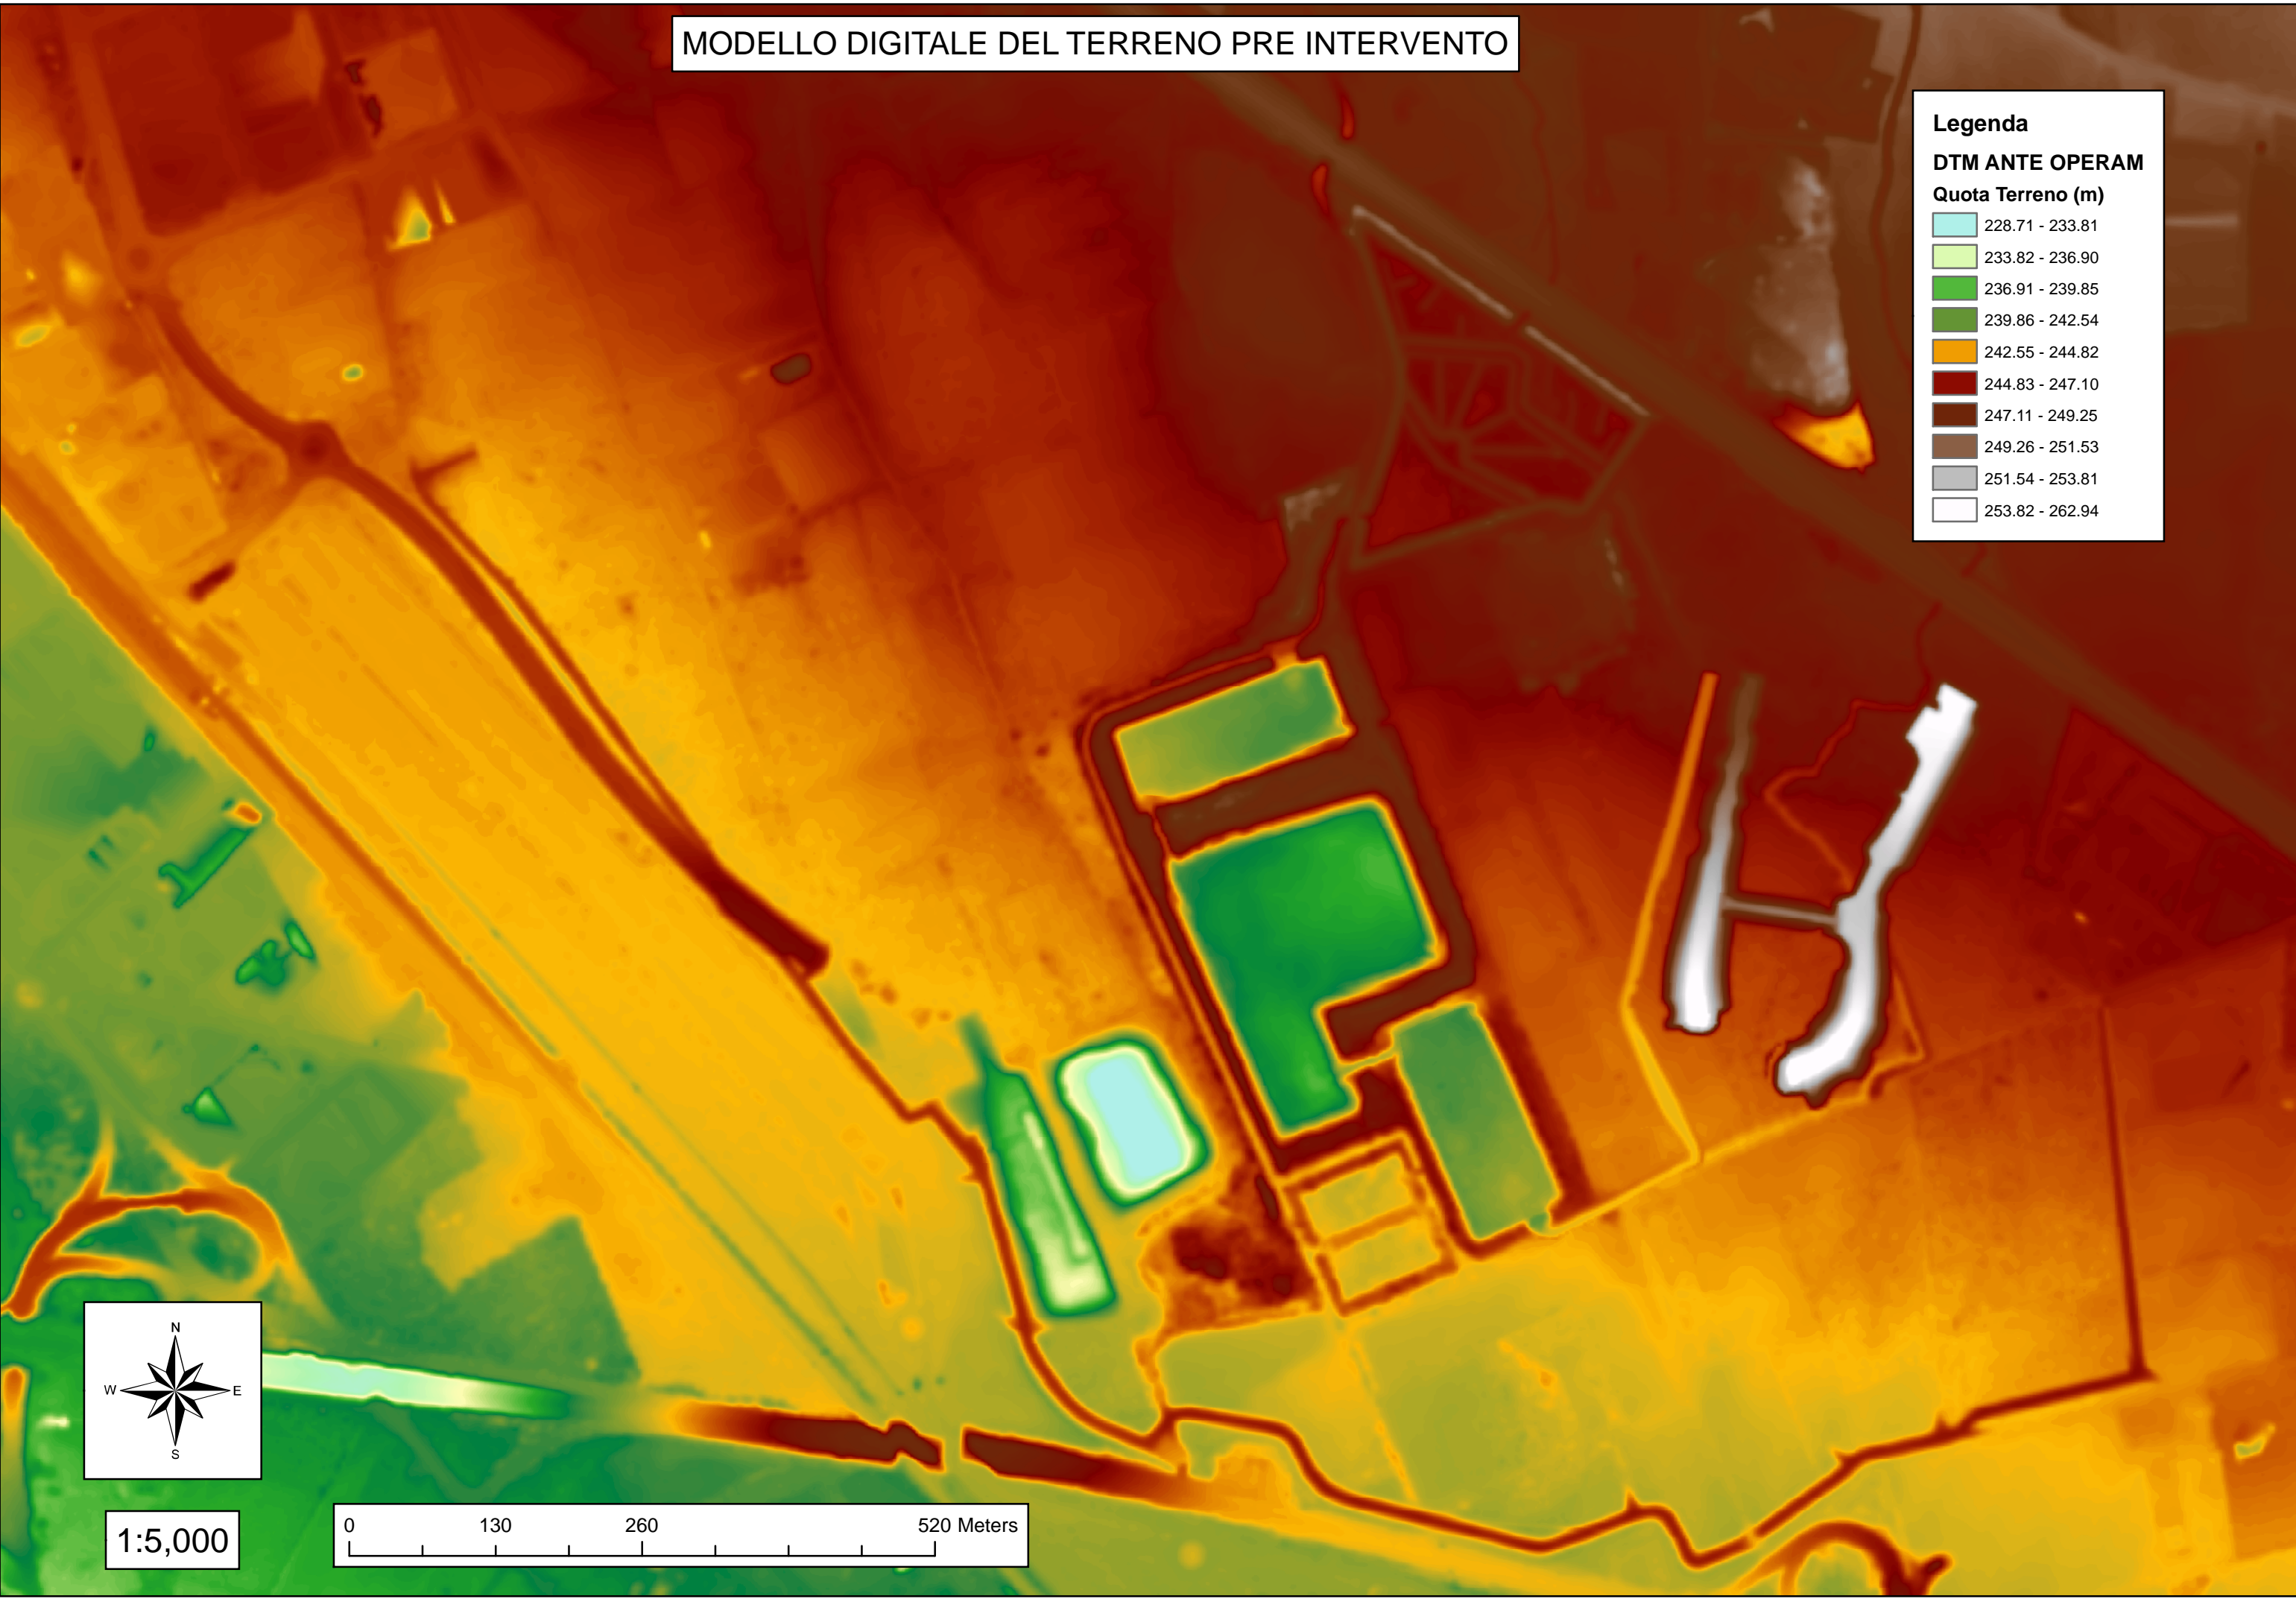 MODELLO DIGITALE DEL TERRENO PRE INTERVENTO
Legenda
DTM ANTE OPERAM
Quota Terreno (m)
228.71 - 233.81
233.82 - 236.90
236.91 - 239.85
239.86 - 242.54
242.55 - 244.82
244.83 - 247.10
247.11 - 249.25
249.26 - 251.53
251.54 - 253.81
253.82 - 262.94
N
W E
S
1:5,000
0 130 260 520 Meters